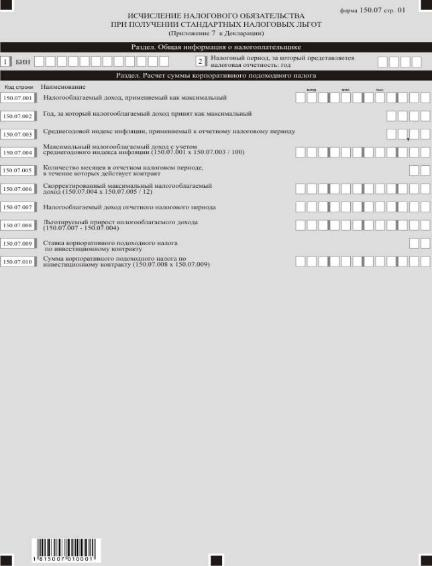 форма 150.07 стр. 01
ИСЧИСЛЕНИЕ НАЛОГОВОГО ОБЯЗАТЕЛЬСТВА
ПРИ ПОЛУЧЕНИИ СТАНДАРТНЫХ НАЛОГОВЫХ ЛЬГОТ
(Приложение 7 к Декларации)
Раздел. Общая информация о налогоплательщике
1 БИН
2 Налоговый период, за который представляется
налоговая отчетность: год
Раздел. Расчет суммы корпоративного подоходного налога
Код строки Наименование
150.07.001 Налогооблагаемый доход, применяемый как максимальный
150.07.002 Год, за который налогооблагаемый доход принят как максимальный
150.07.003 Среднегодовой индекс инфляции, применяемый к отчетному налоговому периоду
150.07.004 Максимальный налогооблагаемый доход с учетом
среднегодового индекса инфляции (150.07.001 х 150.07.003 / 100)
150.07.005 Количество месяцев в отчетном налоговом периоде,
в течение которых действует контракт
150.07.006 Скорректированный максимальный налогооблагаемый
доход (150.07.004 х 150.07.005 / 12)
150.07.007 Налогооблагаемый доход отчетного налогового периода
150.07.008 Льготируемый прирост налогооблагаемого дохода
(150.07.007 - 150.07.004)
150.07.009 Ставка корпоративного подоходного налога
по инвестиционному контракту
150.07.010 Сумма корпоративного подоходного налога по
инвестиционному контракту (150.07.008 х 150.07.009)
1615007010001